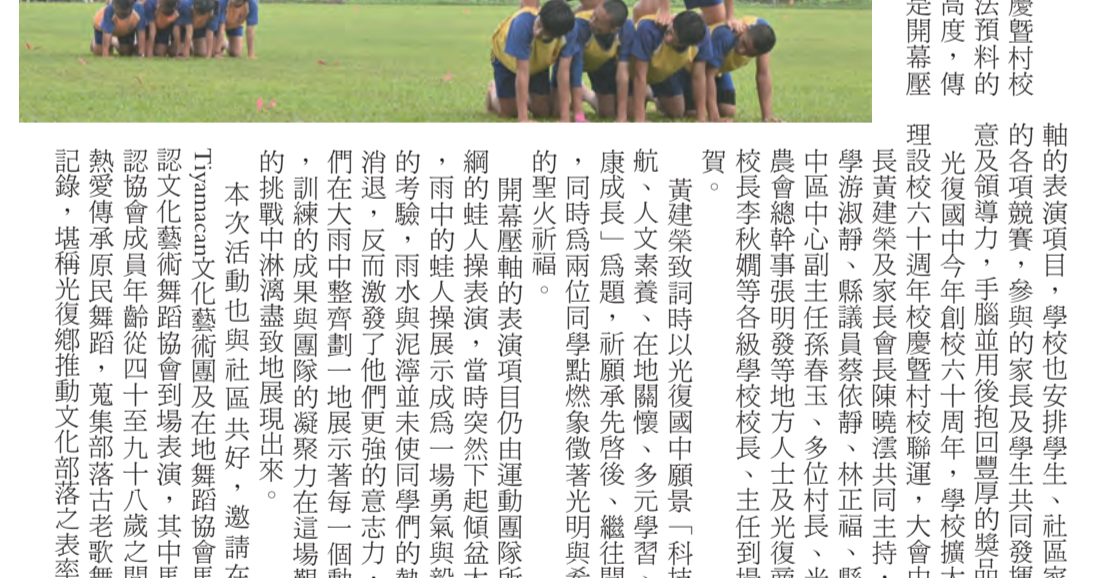 慶暨村校
法預料的
高度，傳
是開幕壓
軸的表演項目，學校也安排學生、社區家
的各項競賽，參與的家長及學生共同發揮
意及領導力，手腦並用後抱回豐厚的獎品
光復國中今年創校六十周年，學校擴大
理設校六十週年校慶暨村校聯運，大會由
長黃建榮及家長會長陳曉澐共同主持，
學游淑靜、縣議員蔡依靜、林正福、縣
中區中心副主任孫春玉、多位村長、光
農會總幹事張明發等地方人士及光復商
校長李秋嫺等各級學校校長、主任到場
賀。
黃建榮致詞時以光復國中願景「科技
航、人文素養、在地關懷、多元學習、
康成長」為題，祈願承先啓後、繼往開
，同時為兩位同學點燃象徵著光明與希
的聖火祈福。
開幕壓軸的表演項目仍由運動團隊所
綱的蛙人操表演，當時突然下起傾盆大
，雨中的蛙人操展示成為一場勇氣與毅
的考驗，雨水與泥濘並未使同學們的熱
消退，反而激發了他們更強的意志力，
們在大雨中整齊劃一地展示著每一個動
，訓練的成果與團隊的凝聚力在這場艱
的挑戰中淋漓盡致地展現出來。
本次活動也與社區共好，邀請在
Tiyamacan文化藝術團及在地舞蹈協會馬
認文化藝術舞蹈協會到場表演，其中馬
認協會成員年齡從四十至九十八歲之間
熱愛傳承原民舞蹈，蒐集部落古老歌舞
記錄，堪稱光復鄉推動文化部落之表率